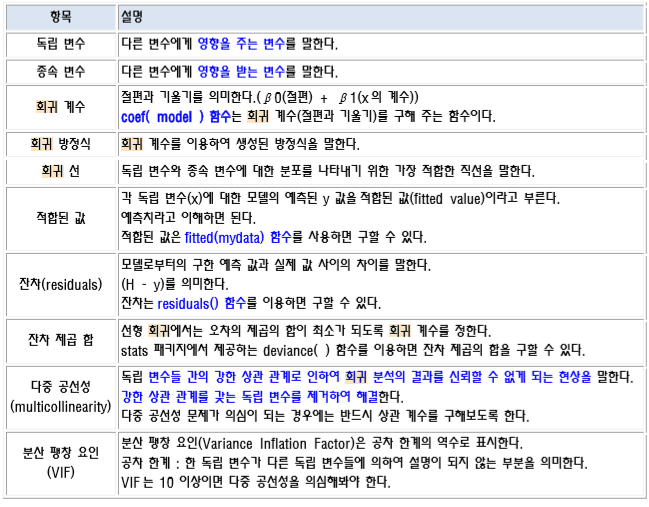 항목 설명
독립 변수 다른 변수에게 영향을 주는 변수를 말한다.
종속 변수 다른 변수에게 영향을 받는 변수를 말한다.
회귀 계수 절편과 기울기를 의미한다.(β0(절편) + β1(x의 계수))
coef( model ) 함수는 회귀 계수(절편과 기울기)를 구해 주는 함수이다.
회귀 방정식 회귀 계수를 이용하여 생성된 방정식을 말한다.
회귀 선 독립 변수와 종속 변수에 대한 분포를 나타내기 위한 가장 적합한 직선을 말한다.
적합된 값 각 독립 변수(x)에 대한 모델의 예측된 y 값을 적합된 값(fitted value)이라고 부른다.
예측치라고 이해하면 된다.
적합된 값은 fitted(mydata) 함수를 사용하면 구할 수 있다.
잔차(residuals) 모델로부터의 구한 예측 값과 실제 값 사이의 차이를 말한다.
(H - y)를 의미한다.
잔차는 residuals() 함수를 이용하면 구할 수 있다.
잔차 제곱 합 선형 회귀에서는 오차의 제곱의 합이 최소가 되도록 회귀 계수를 정한다.
stats 패키지에서 제공하는 deviance( ) 함수를 이용하면 잔차 제곱의 합을 구할 수 있다.
다중 공선성 독립 변수들 간의 강한 상관 관계로 인하여 회귀 분석의 결과를 신뢰할 수 없게 되는 현상을 말한다.
(multicollinearity) 강한 상관 관계를 갖는 독립 변수를 제거하여 해결한다.
다중 공선성 문제가 의심이 되는 경우에는 반드시 상관 계수를 구해보도록 한다.
분산 팽창 요인 분산 팽창 요인(Variance Inflation Factor)은 공차 한계의 역수로 표시한다.
(VIF) 공차 한계 : 한 독립 변수가 다른 독립 변수들에 의하여 설명이 되지 않는 부분을 의미한다.
VIF는 10 이상이면 다중 공선성을 의심해봐야 한다.